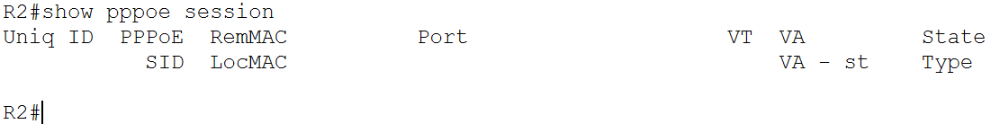 R2#show pppoe session
Uniq ID  PPPoE  RemMAC          Port                    VT  VA         State
           SID  LocMAC                                      VA - st    Type
R2#